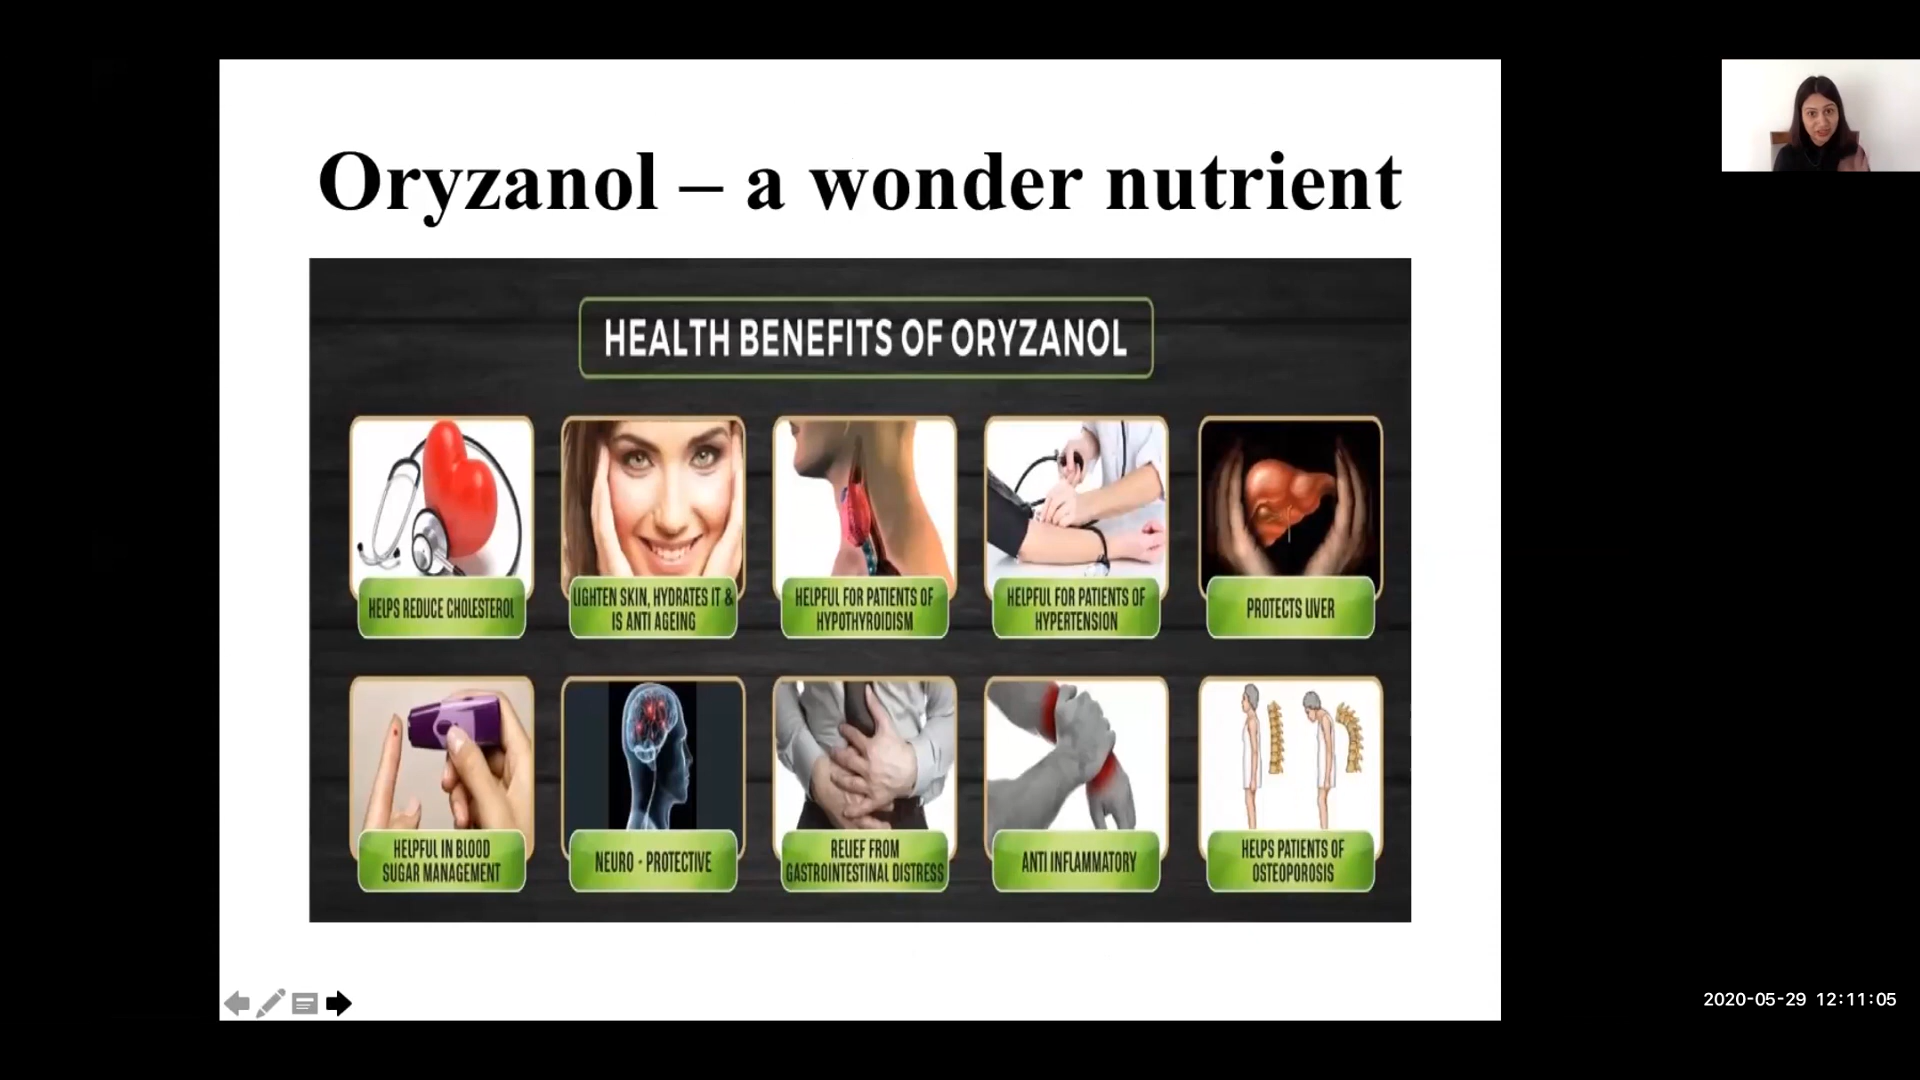 Oryzanol – a wonder nutrient
HEALTH BENEFITS OF ORYZANOL
HELPS REDUCE CHOLESTEROL
LIGHTEN SKIN, HYDRATES IT &
IS ANTI AGEING
HELPFUL FOR PATIENTS OF
HYPOTHYROIDISM
HELPFUL FOR PATIENTS OF
HYPERTENSION
PROTECTS LIVER
HELPFUL IN BLOOD
SUGAR MANAGEMENT
NEURO - PROTECTIVE
RELIEF FROM
GASTROINTESTINAL DISTRESS
ANTI INFLAMMATORY
HELPS PATIENTS OF
OSTEOPOROSIS
2020-05-29 12:11:05